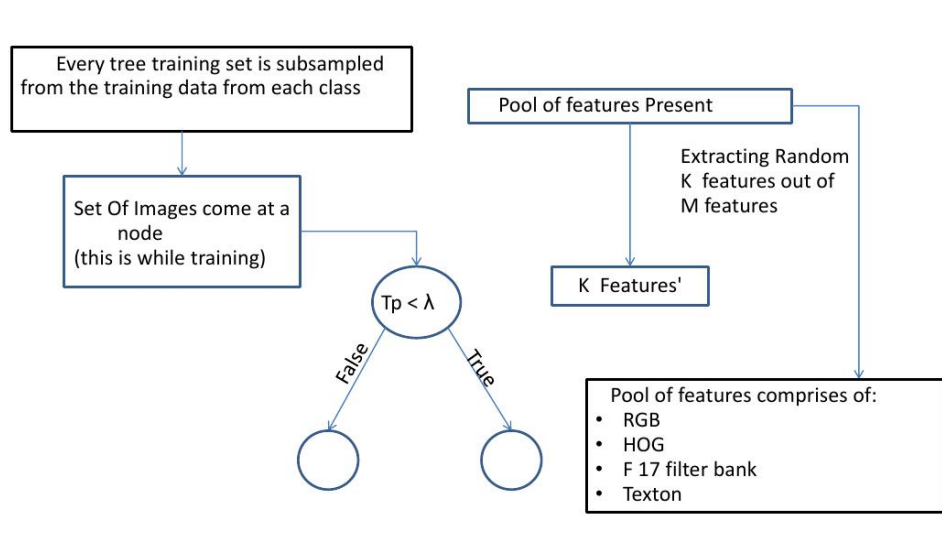 Every tree training set is subsampled
from the training data from each class
Set Of Images come at a
node
(this is while training)
Tp < λ
False
True
Pool of features Present
Extracting Random
K features out of
M features
K Features'
Pool of features comprises of:
• RGB
• HOG
• F 17 filter bank
• Texton